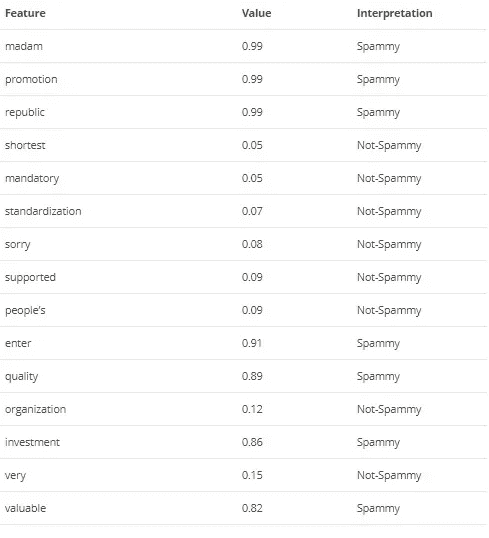 Feature Value Interpretation
madam 0.99 Spammy
promotion 0.99 Spammy
republic 0.99 Spammy
shortest 0.05 Not-Spammy
mandatory 0.05 Not-Spammy
standardization 0.07 Not-Spammy
sorry 0.08 Not-Spammy
supported 0.09 Not-Spammy
people's 0.09 Not-Spammy
enter 0.91 Spammy
quality 0.89 Spammy
organization 0.12 Not-Spammy
investment 0.86 Spammy
very 0.15 Not-Spammy
valuable 0.82 Spammy